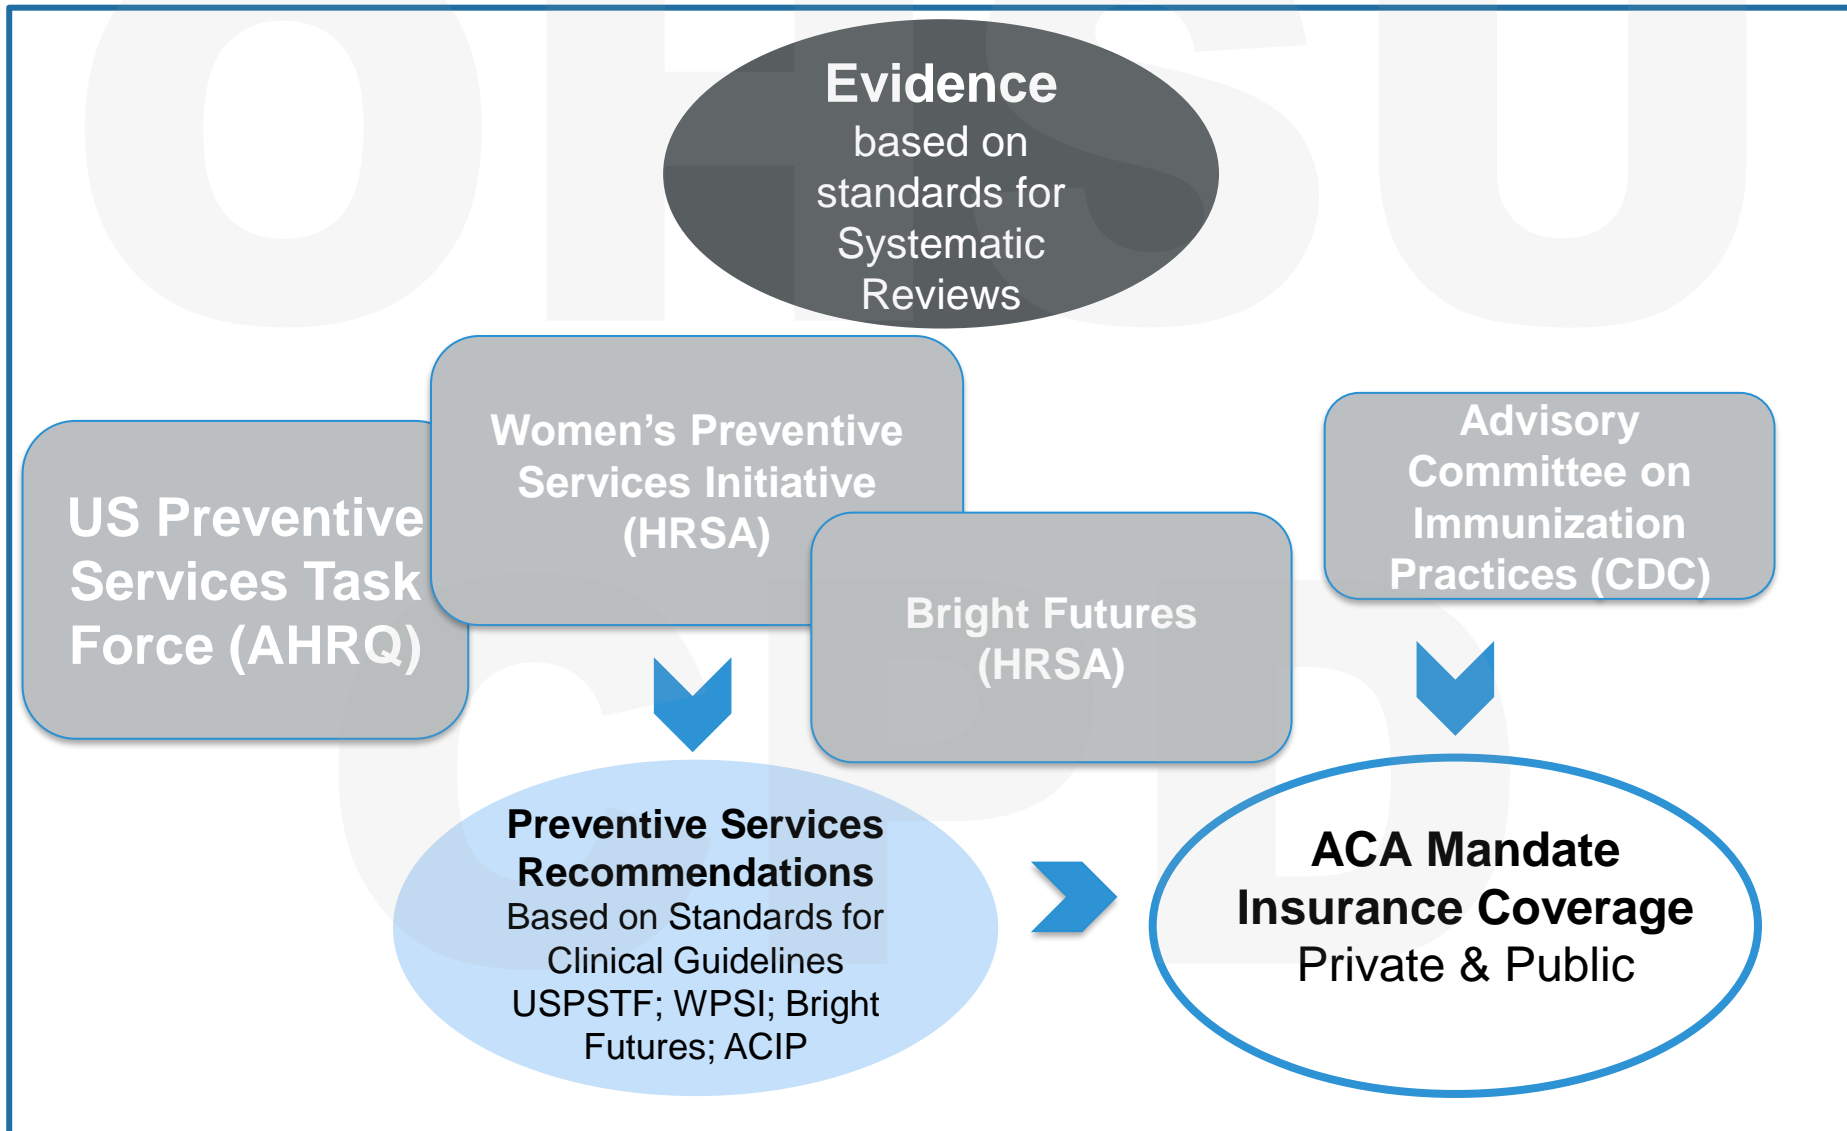 OHSU
Evidence
based on
standards for
Systematic
Reviews
US Preventive
Services Task
Force (AHRQ)
Women’s Preventive
Services Initiative
(HRSA)
Bright Futures
(HRSA)
Advisory
Committee on
Immunization
Practices (CDC)
CPD
Preventive Services
Recommendations
Based on Standards for
Clinical Guidelines
USPSTF; WPSI; Bright
Futures; ACIP
ACA Mandate
Insurance Coverage
Private & Public